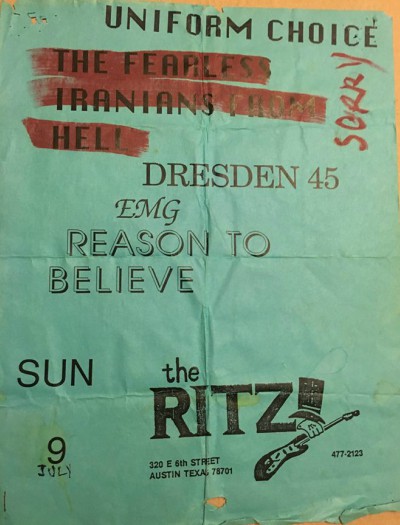 UNIFORM CHOICE
THE FEARLESS
IRANIANS FROM
HELL
SORRY
DRESDEN 45
EMG
REASON TO
BELIEVE
SUN
the
RITZ
9
JULY
320 E 6th STREET
AUSTIN TEXAS 78701
477-2123